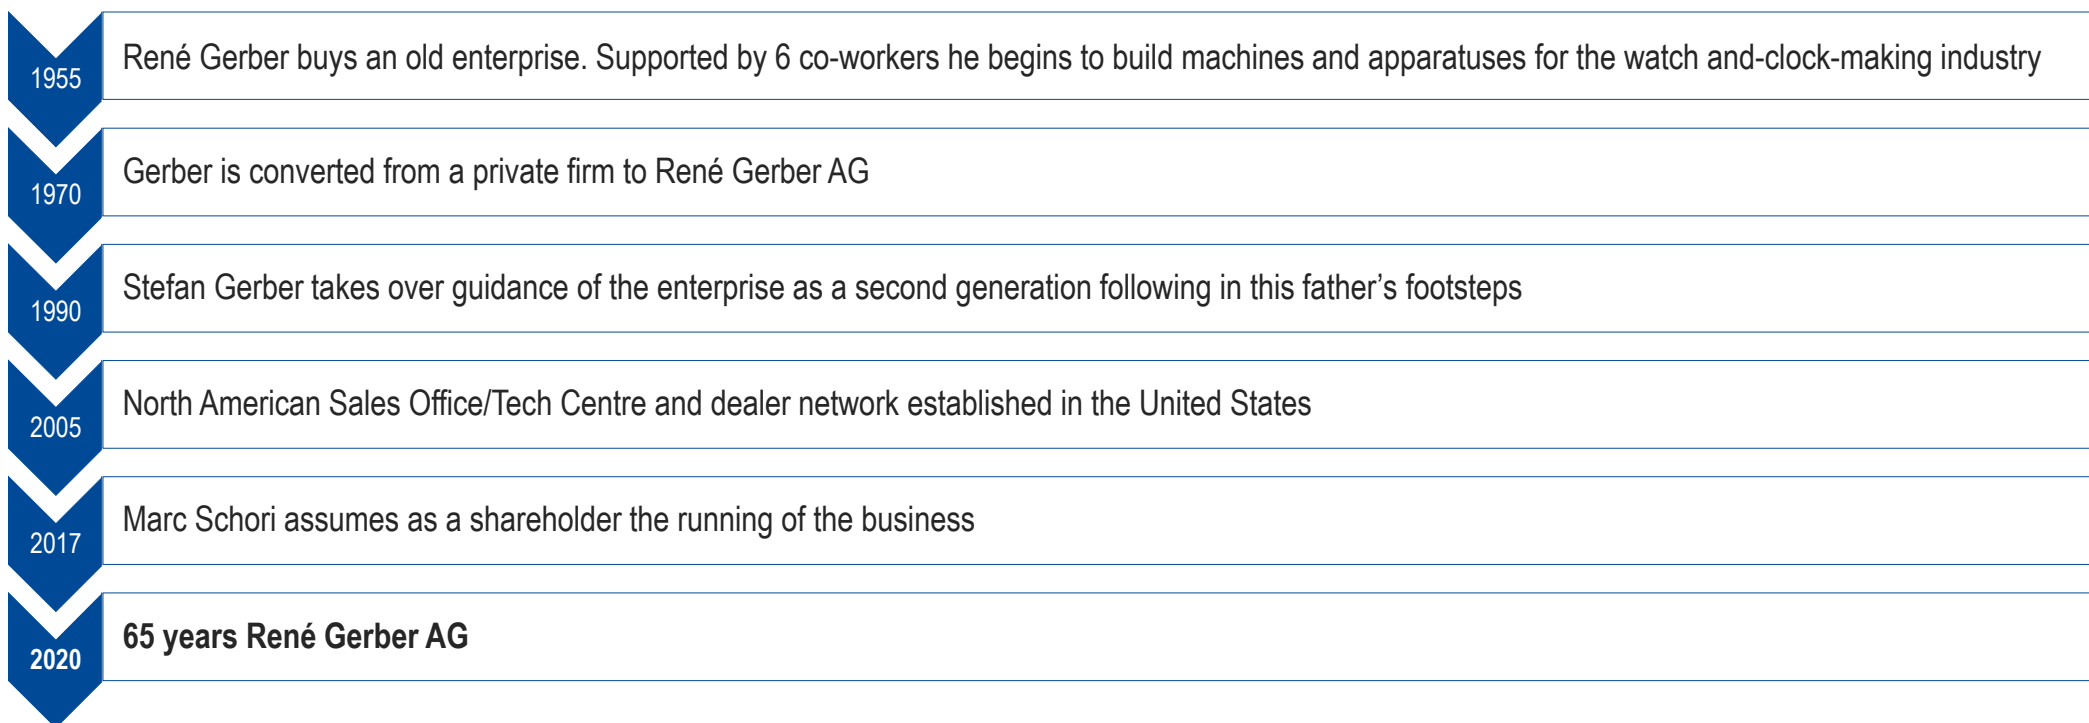 1955
René Gerber buys an old enterprise. Supported by 6 co-workers he begins to build machines and apparatuses for the watch and-clock-making industry
1970
Gerber is converted from a private firm to René Gerber AG
1990
Stefan Gerber takes over guidance of the enterprise as a second generation following in this father's footsteps
2005
North American Sales Office/Tech Centre and dealer network established in the United States
2017
Marc Schori assumes as a shareholder the running of the business
2020
65 years René Gerber AG